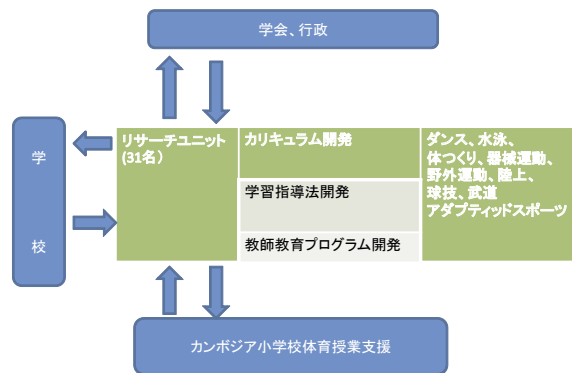 学会、行政
学
校
リサーチユニット
(31名)
カリキュラム開発
学習指導法開発
教師教育プログラム開発
ダンス、水泳、
体つくり、器械運動、
野外運動、陸上、
球技、武道
アダプティッドスポーツ
カンボジア小学校体育授業支援